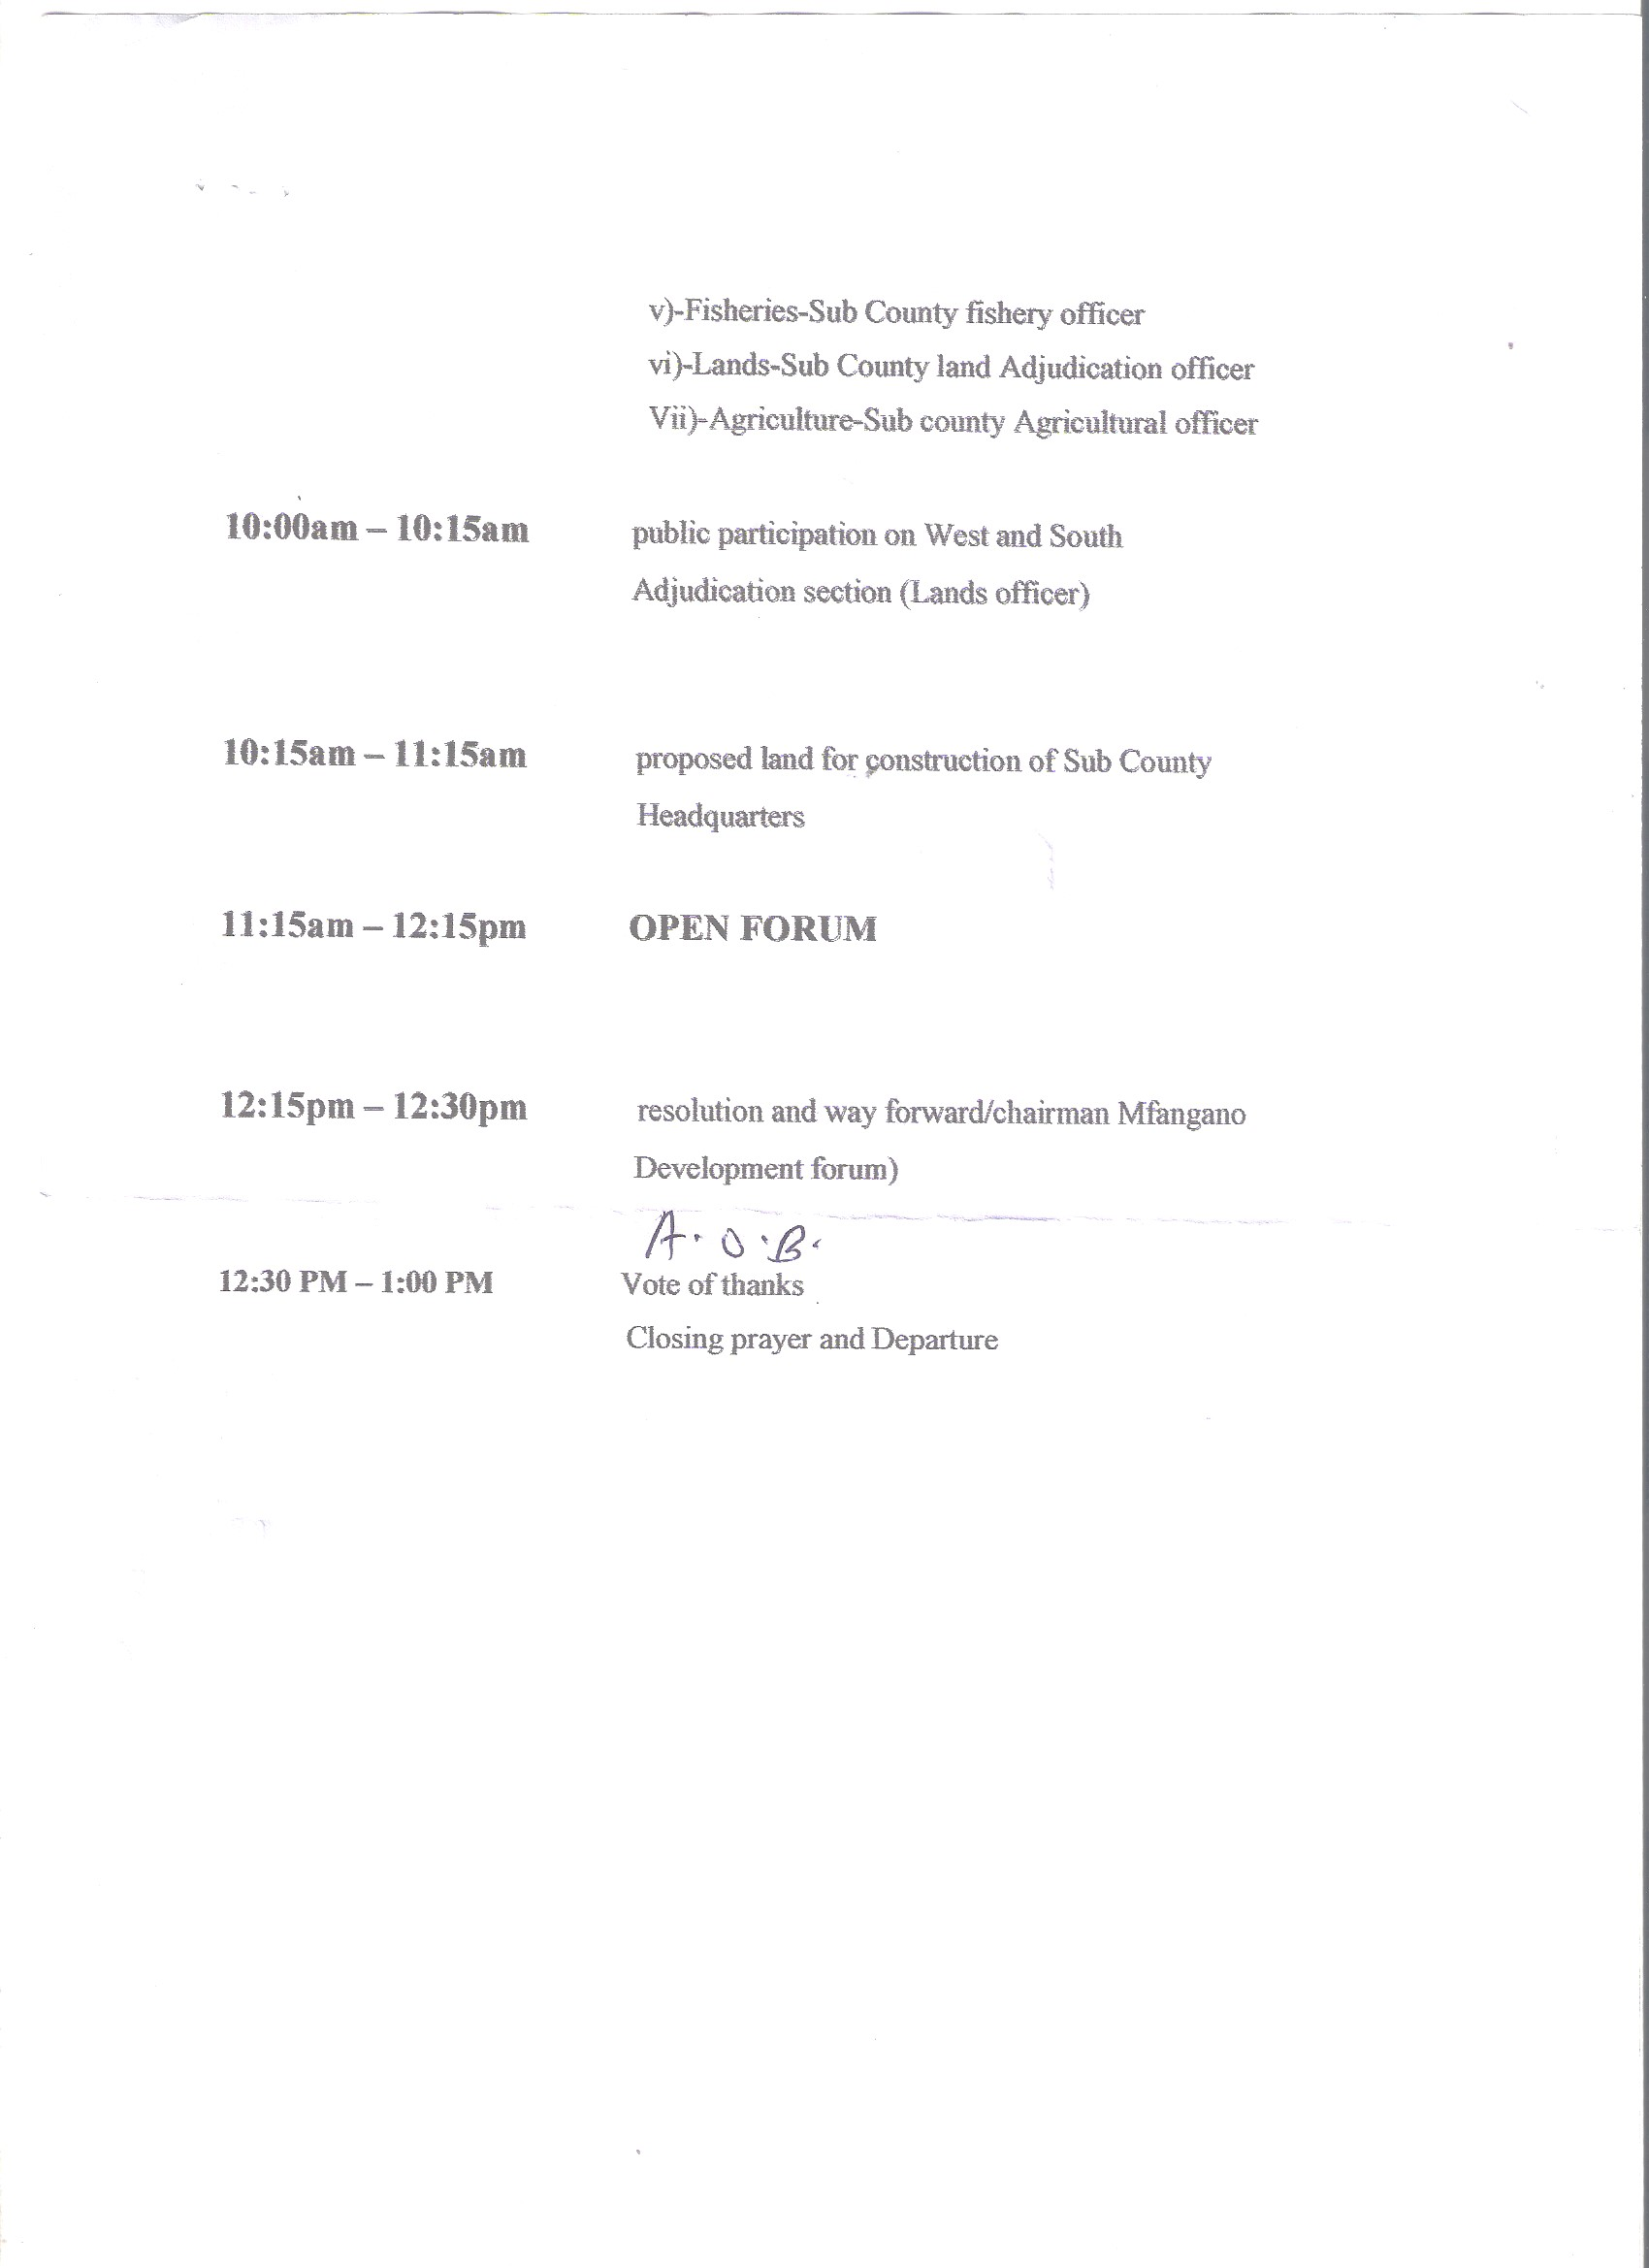 v)-Fisheries-Sub County fishery officer
vi)-Lands-Sub County land Adjudication officer
Vii)-Agriculture-Sub county Agricultural officer
10:00am – 10:15am public participation on West and South
Adjudication section (Lands officer)
10:15am – 11:15am proposed land for construction of Sub County
Headquarters
11:15am – 12:15pm OPEN FORUM
12:15pm – 12:30pm resolution and way forward/chairman Mfangano
Development forum)
A.O.B.
12:30 PM – 1:00 PM Vote of thanks
Closing prayer and Departure